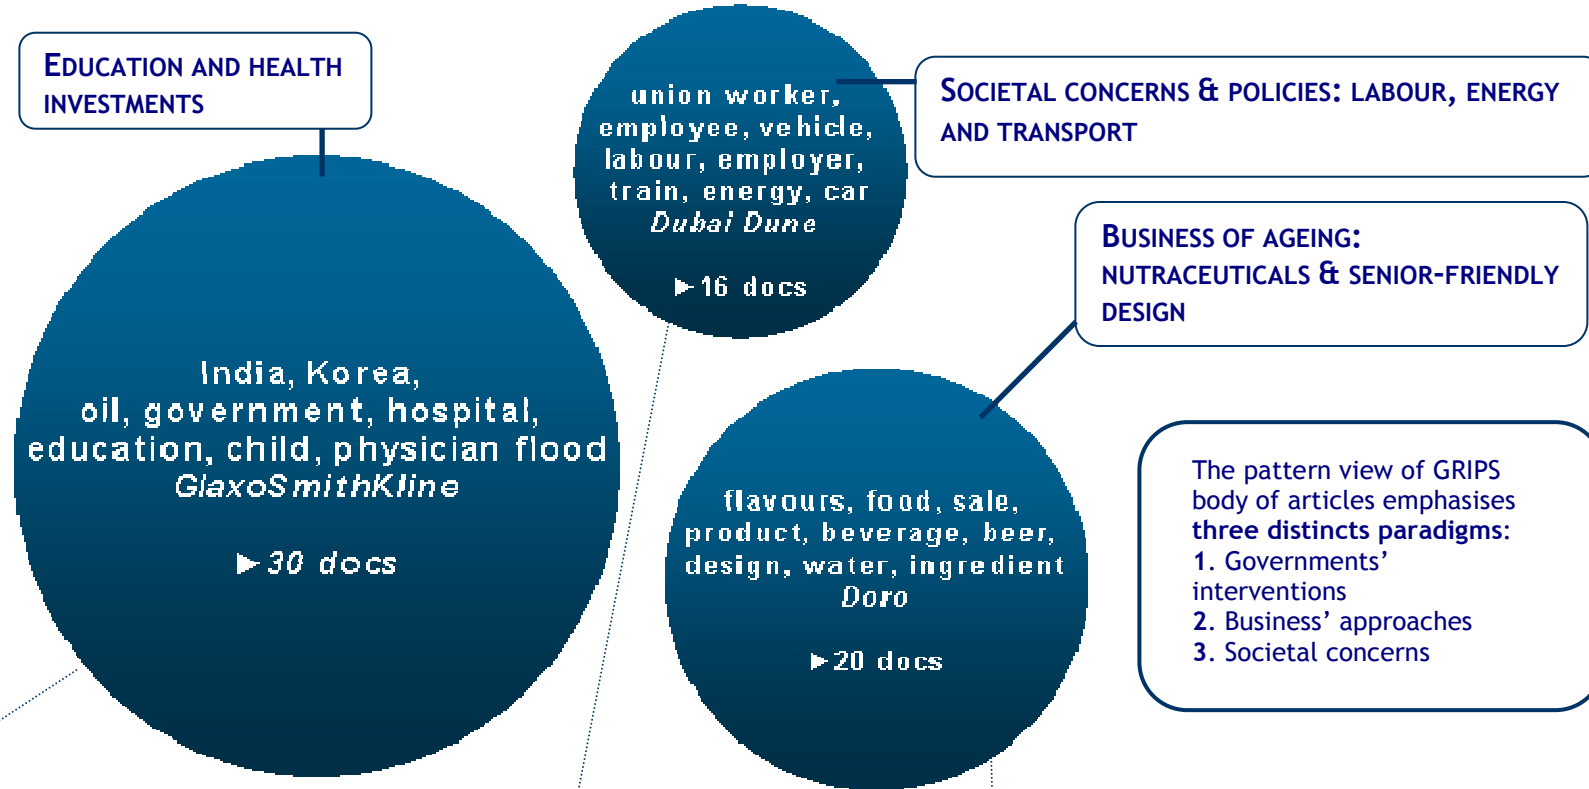 EDUCATION AND HEALTH
INVESTMENTS
union worker,
employee, vehicle,
labour, employer,
train, energy, car
Dubai Dune
►16 docs
SOCIETAL CONCERNS & POLICIES: LABOUR, ENERGY
AND TRANSPORT
BUSINESS OF AGEING:
NUTRACEUTICALS & SENIOR-FRIENDLY
DESIGN
India, Korea,
oil, government, hospital,
education, child, physician flood
GlaxoSmithKline
►30 docs
flavours, food, sale,
product, beverage, beer,
design, water, ingredient
Doro
►20 docs
The pattern view of GRIPS
body of articles emphasises
three distincts paradigms:
1. Governments’
interventions
2. Business’ approaches
3. Societal concerns